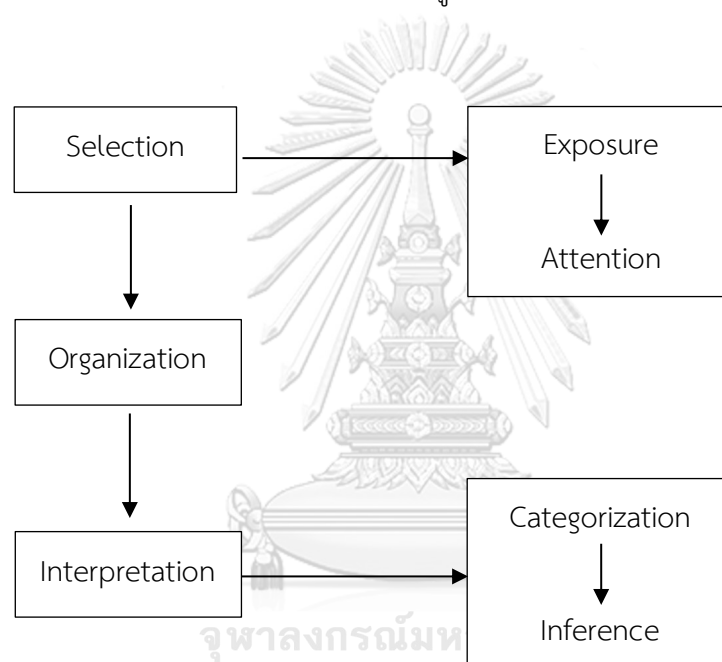 Selection
Exposure
Attention
Organization
Interpretation
Categorization
Inference
จุฬาลงกรณ์มห